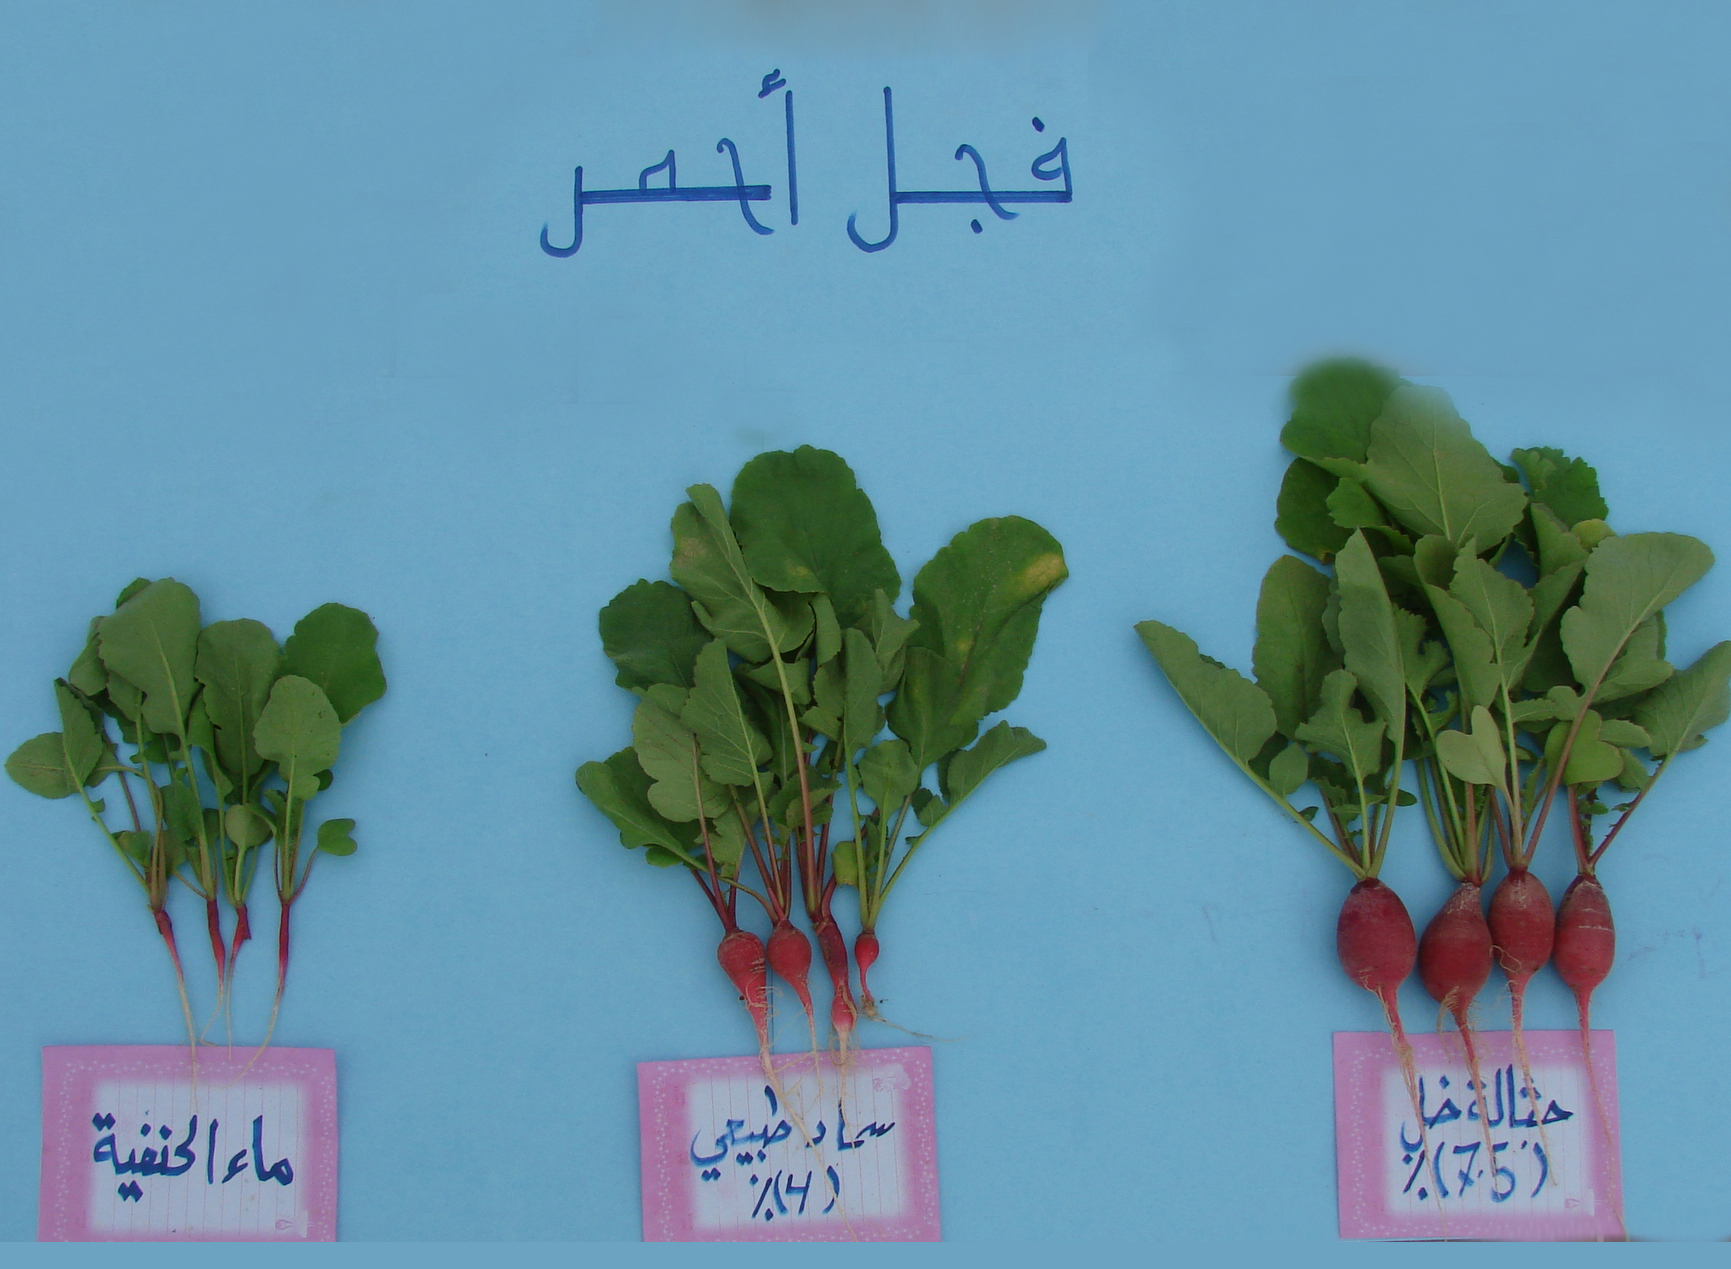 فجل أحمر
حثالة خل
(7.5)٪
سماد طبيعي
(4)٪
ماء الحنفية